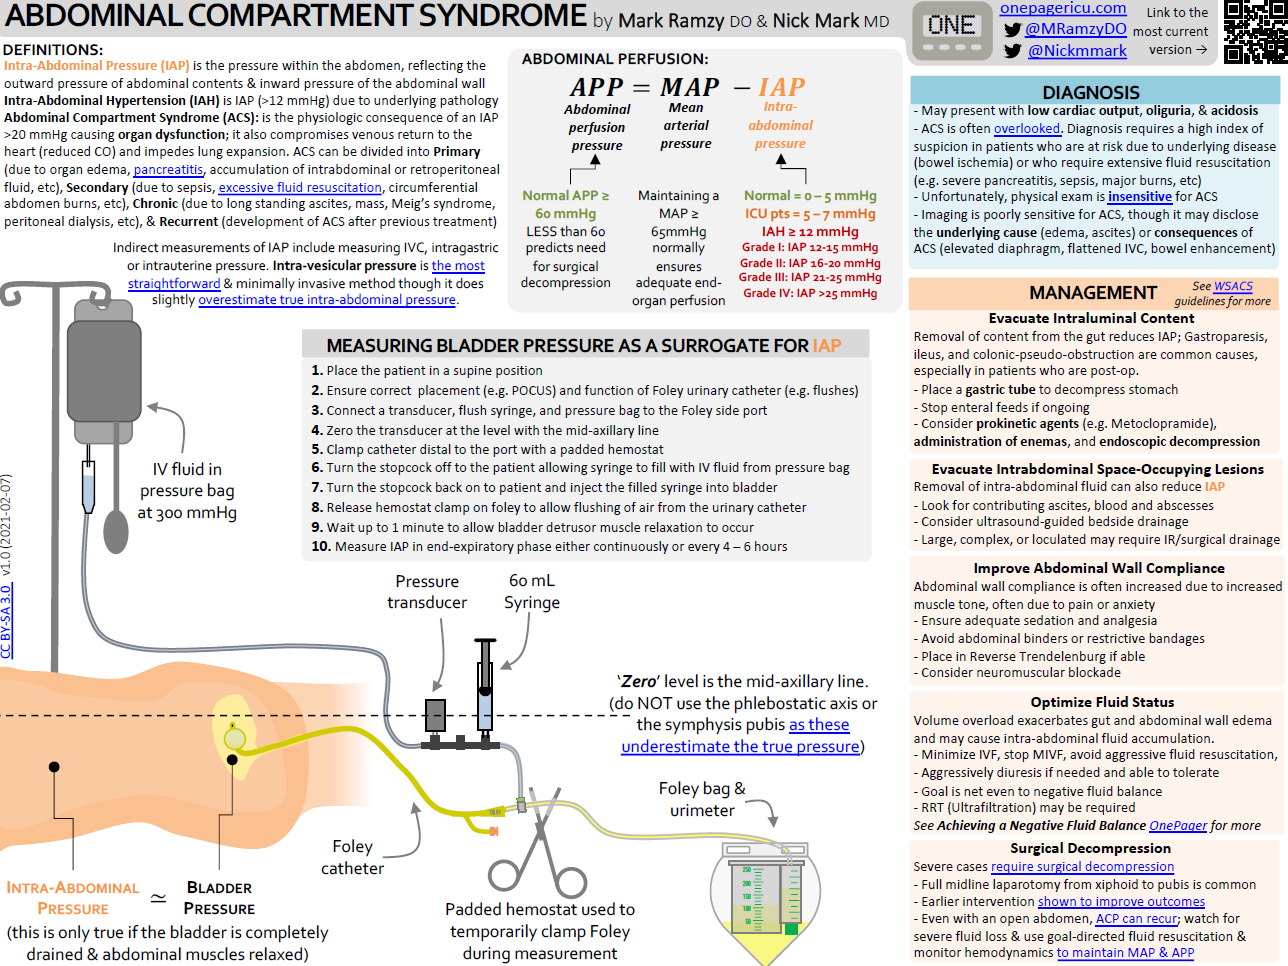 ABDOMINAL COMPARTMENT SYNDROME by Mark Ramzy DO & Nick Mark MD
ONE
onepagericu.com
@MRamzyDO
@Nickmmark
Link to the
most current
version →
DEFINITIONS:
Intra-Abdominal Pressure (IAP) is the pressure within the abdomen, reflecting the
outward pressure of abdominal contents & inward pressure of the abdominal wall
Intra-Abdominal Hypertension (IAH) is IAP (>12 mmHg) due to underlying pathology
Abdominal Compartment Syndrome (ACS): is the physiologic consequence of an IAP
>20 mmHg causing organ dysfunction; it also compromises venous return to the
heart (reduced CO) and impedes lung expansion. ACS can be divided into Primary
(due to organ edema, pancreatitis, accumulation of intrabdominal or retroperitoneal
fluid, etc), Secondary (due to sepsis, excessive fluid resuscitation, circumferential
abdomen burns, etc), Chronic (due to long standing ascites, mass, Meig's syndrome,
peritoneal dialysis, etc), & Recurrent (development of ACS after previous treatment)
Indirect measurements of IAP include measuring IVC, intragastric
or intrauterine pressure. Intra-vesicular pressure is the most
straightforward & minimally invasive method though it does
slightly overestimate true intra-abdominal pressure.
ABDOMINAL PERFUSION:
APP = MAP − IAP
Abdominal
perfusion
pressure
Mean
arterial
pressure
Intra-
abdominal
pressure
Normal APP ≥
60 mmHg
LESS than 60
predicts need
for surgical
decompression
Maintaining a
MAP ≥
65mmHg
normally
ensures
adequate end-
organ perfusion
Normal = 0 – 5 mmHg
ICU pts = 5 – 7 mmHg
IAH ≥ 12 mmHg
Grade I: IAP 12-15 mmHg
Grade II: IAP 16-20 mmHg
Grade III: IAP 21-25 mmHg
Grade IV: IAP >25 mmHg
MEASURING BLADDER PRESSURE AS A SURROGATE FOR IAP
1. Place the patient in a supine position
2. Ensure correct placement (e.g. POCUS) and function of Foley urinary catheter (e.g. flushes)
3. Connect a transducer, flush syringe, and pressure bag to the Foley side port
4. Zero the transducer at the level with the mid-axillary line
5. Clamp catheter distal to the port with a padded hemostat
6. Turn the stopcock off to the patient allowing syringe to fill with IV fluid from pressure bag
7. Turn the stopcock back on to patient and inject the filled syringe into bladder
8. Release hemostat clamp on foley to allow flushing of air from the urinary catheter
9. Wait up to 1 minute to allow bladder detrusor muscle relaxation to occur
10. Measure IAP in end-expiratory phase either continuously or every 4 – 6 hours
IV fluid in
pressure bag
at 300 mmHg
CC BY-SA 3.0 v1.0 (2021-02-07)
Pressure
transducer
60 mL
Syringe
'Zero' level is the mid-axillary line.
(do NOT use the phlebostatic axis or
the symphysis pubis as these
underestimate the true pressure)
Foley bag &
urimeter
250
200
150
100
50
Foley
catheter
Padded hemostat used to
temporarily clamp Foley
during measurement
INTRA-ABDOMINAL
PRESSURE
≃
BLADDER
PRESSURE
(this is only true if the bladder is completely
drained & abdominal muscles relaxed)
DIAGNOSIS
- May present with low cardiac output, oliguria, & acidosis
- ACS is often overlooked. Diagnosis requires a high index of
suspicion in patients who are at risk due to underlying disease
(bowel ischemia) or who require extensive fluid resuscitation
(e.g. severe pancreatitis, sepsis, major burns, etc)
- Unfortunately, physical exam is insensitive for ACS
- Imaging is poorly sensitive for ACS, though it may disclose
the underlying cause (edema, ascites) or consequences of
ACS (elevated diaphragm, flattened IVC, bowel enhancement)
MANAGEMENT
See WSACS
guidelines for more
Evacuate Intraluminal Content
Removal of content from the gut reduces IAP; Gastroparesis,
ileus, and colonic-pseudo-obstruction are common causes,
especially in patients who are post-op.
- Place a gastric tube to decompress stomach
- Stop enteral feeds if ongoing
- Consider prokinetic agents (e.g. Metoclopramide),
administration of enemas, and endoscopic decompression
Evacuate Intrabdominal Space-Occupying Lesions
Removal of intra-abdominal fluid can also reduce IAP
- Look for contributing ascites, blood and abscesses
- Consider ultrasound-guided bedside drainage
- Large, complex, or loculated may require IR/surgical drainage
Improve Abdominal Wall Compliance
Abdominal wall compliance is often increased due to increased
muscle tone, often due to pain or anxiety
- Ensure adequate sedation and analgesia
- Avoid abdominal binders or restrictive bandages
- Place in Reverse Trendelenburg if able
- Consider neuromuscular blockade
Optimize Fluid Status
Volume overload exacerbates gut and abdominal wall edema
and may cause intra-abdominal fluid accumulation.
- Minimize IVF, stop MIVF, avoid aggressive fluid resuscitation,
- Aggressively diuresis if needed and able to tolerate
- Goal is net even to negative fluid balance
- RRT (Ultrafiltration) may be required
See Achieving a Negative Fluid Balance OnePager for more
Surgical Decompression
Severe cases require surgical decompression
- Full midline laparotomy from xiphoid to pubis is common
- Earlier intervention shown to improve outcomes
- Even with an open abdomen, ACP can recur; watch for
severe fluid loss & use goal-directed fluid resuscitation &
monitor hemodynamics to maintain MAP & APP